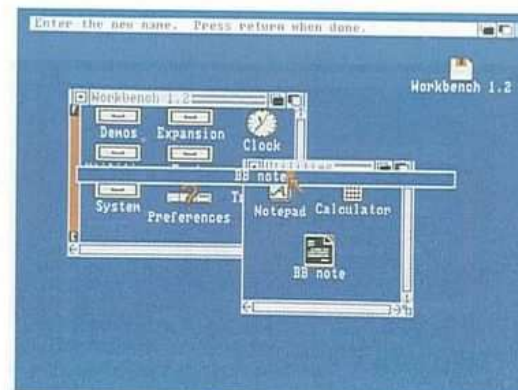 Enter the new name. Press return when done.
Workbench 1.2
Workbench 1.2
Demos Expansion
Clock
Utilities
BB note
System
Preferences
Notepad Calculator
BB note